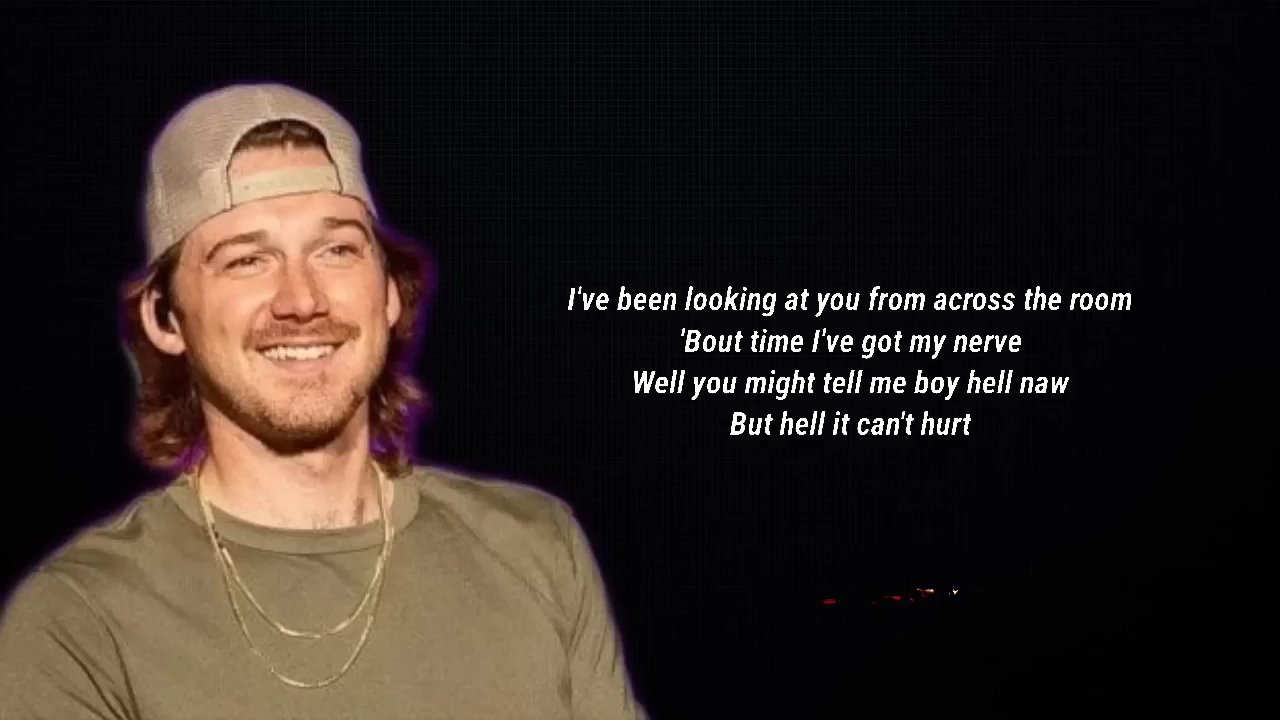 I've been looking at you from across the room
'Bout time I've got my nerve
Well you might tell me boy hell naw
But hell it can't hurt